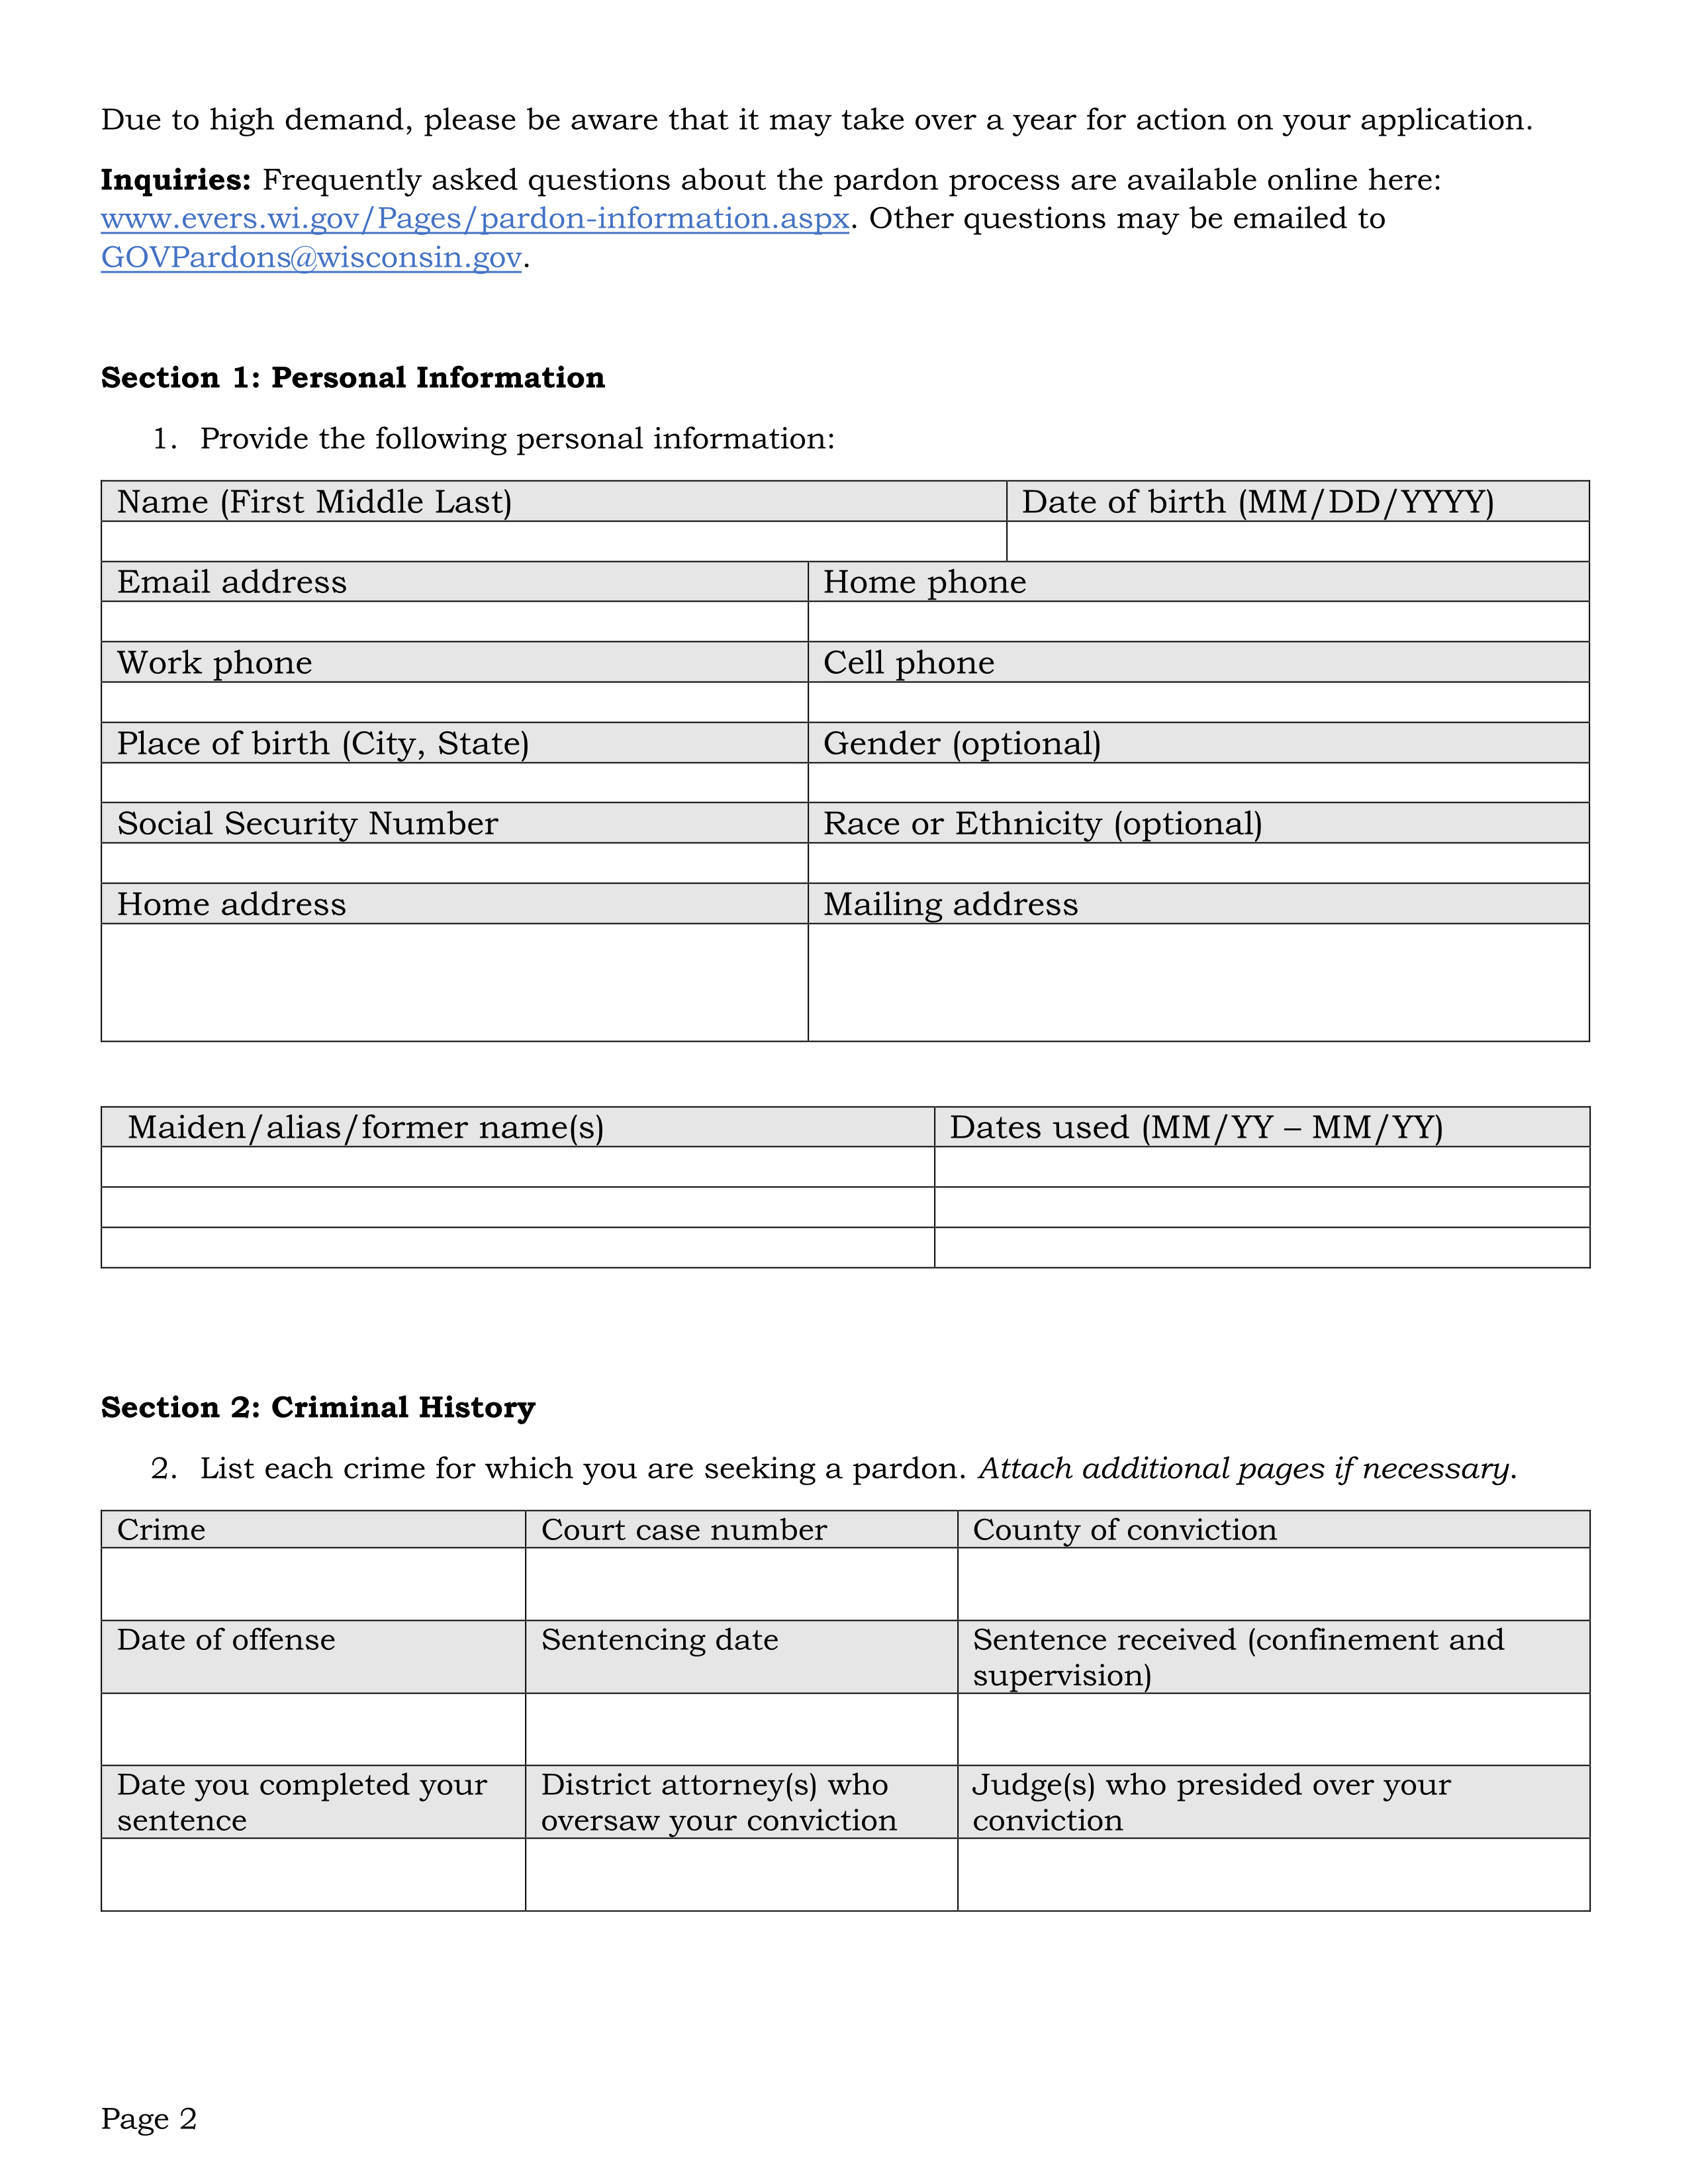 Due to high demand, please be aware that it may take over a year for action on your application.
Inquiries: Frequently asked questions about the pardon process are available online here:
www.evers.wi.gov/Pages/pardon-information.aspx. Other questions may be emailed to
GOVPardons@wisconsin.gov.
Section 1: Personal Information
1. Provide the following personal information:
Name (First Middle Last) Date of birth (MM/DD/YYYY)
Email address Home phone
Work phone Cell phone
Place of birth (City, State) Gender (optional)
Social Security Number Race or Ethnicity (optional)
Home address Mailing address
Maiden/alias/former name(s) Dates used (MM/YY – MM/YY)
Section 2: Criminal History
2. List each crime for which you are seeking a pardon. Attach additional pages if necessary.
Crime Court case number County of conviction
Date of offense Sentencing date Sentence received (confinement and
supervision)
Date you completed your District attorney(s) who Judge(s) who presided over your
sentence oversaw your conviction conviction
Page 2